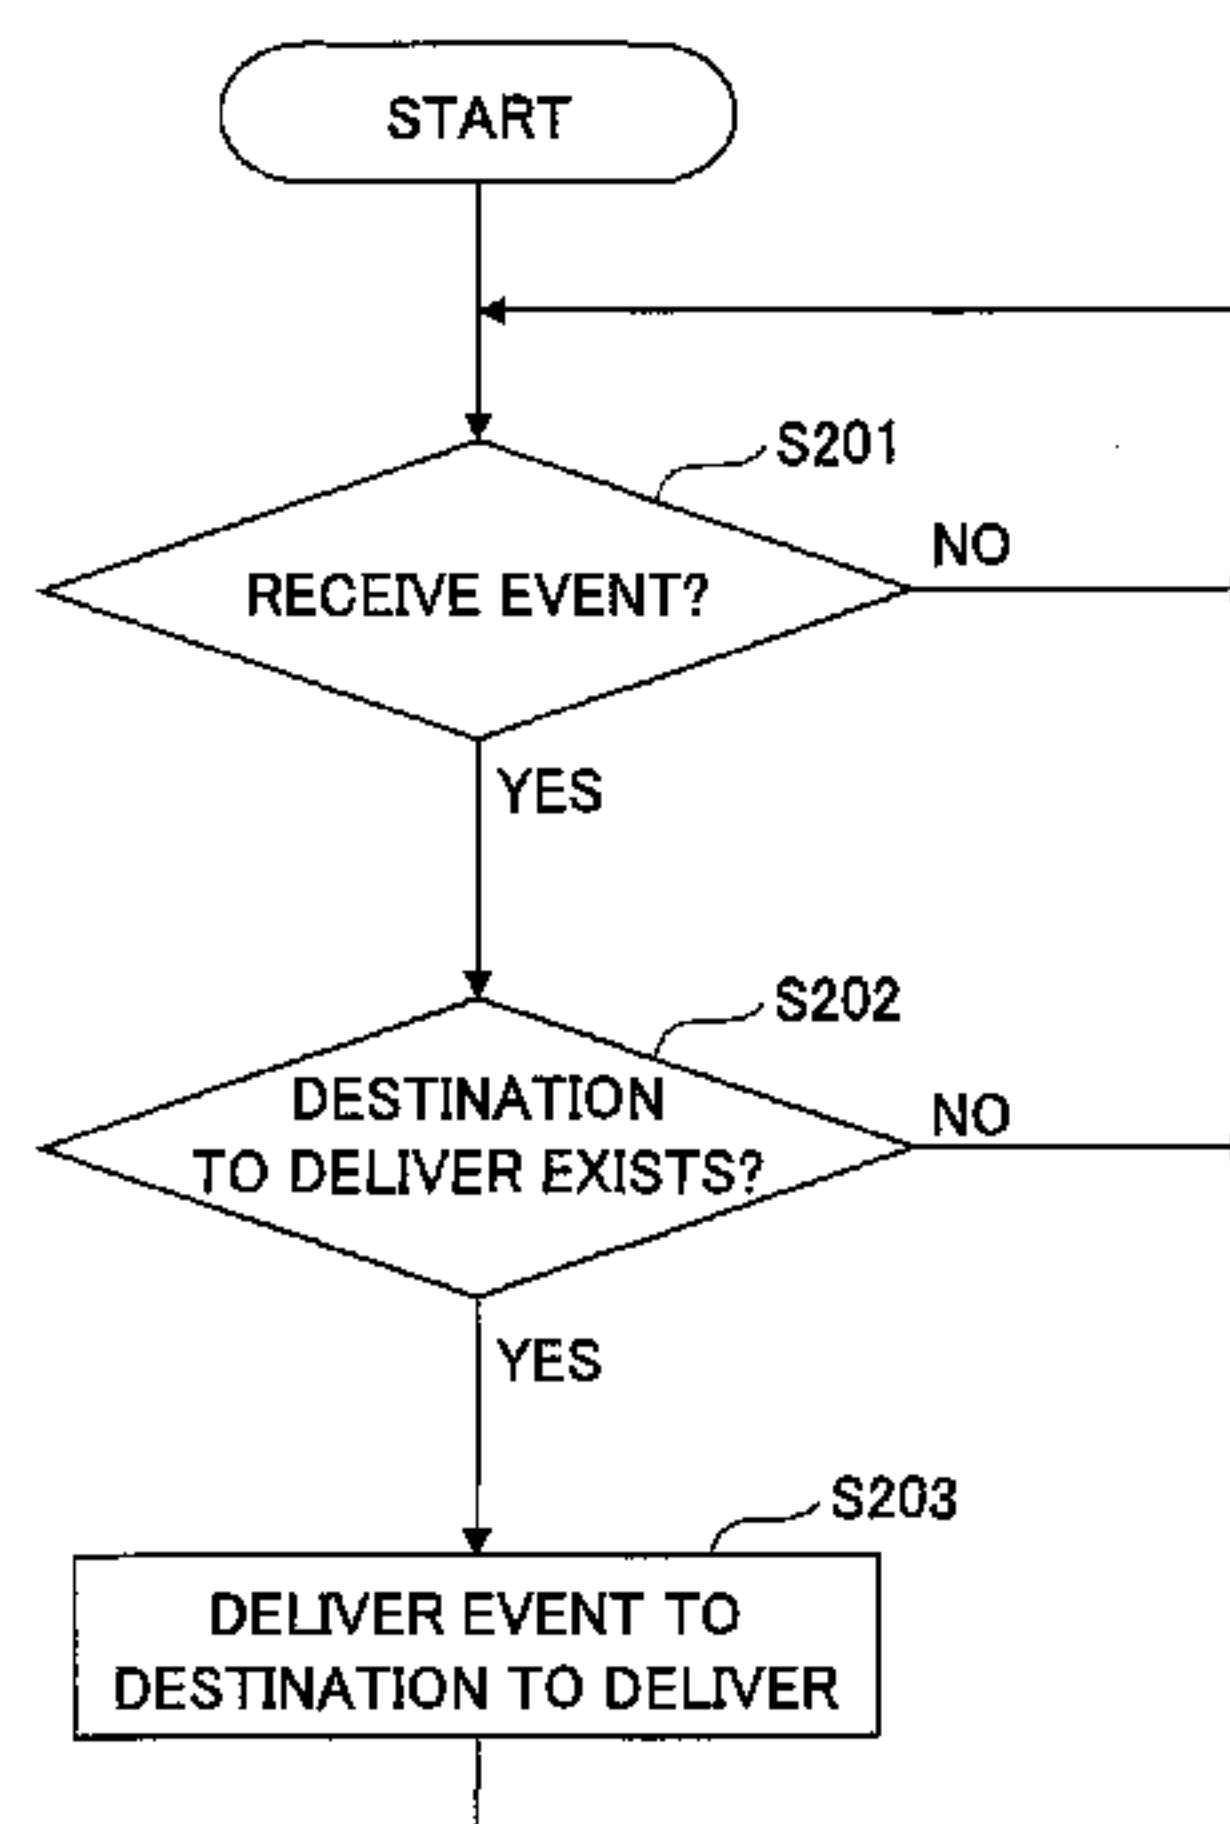 START
S201
RECEIVE EVENT?
NO
YES
S202
DESTINATION
TO DELIVER EXISTS?
NO
YES
S203
DELIVER EVENT TO
DESTINATION TO DELIVER